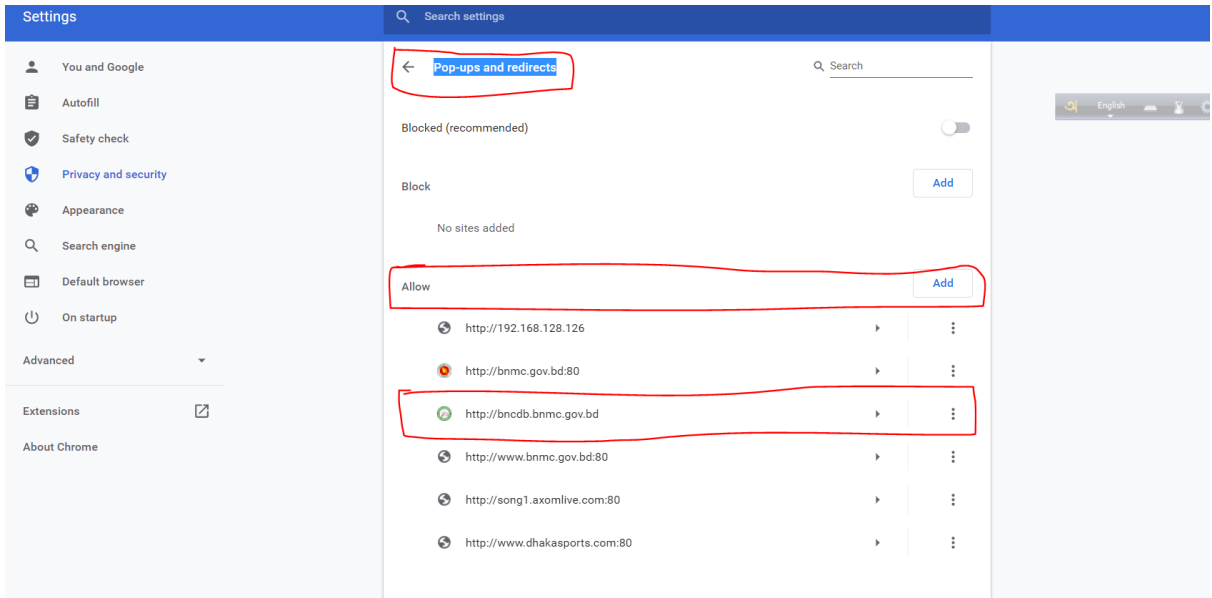 Settings
Search settings
You and Google
Autofill
Safety check
Privacy and security
Appearance
Search engine
Default browser
On startup
Advanced
Extensions
About Chrome
Pop-ups and redirects
Search
Blocked (recommended)
Block
Add
No sites added
Allow
Add
http://192.168.128.126
http://bnmc.gov.bd:80
http://bncdb.bnmc.gov.bd
http://www.bnmc.gov.bd:80
http://song1.axomlive.com:80
http://www.dhakasports.com:80
অ English